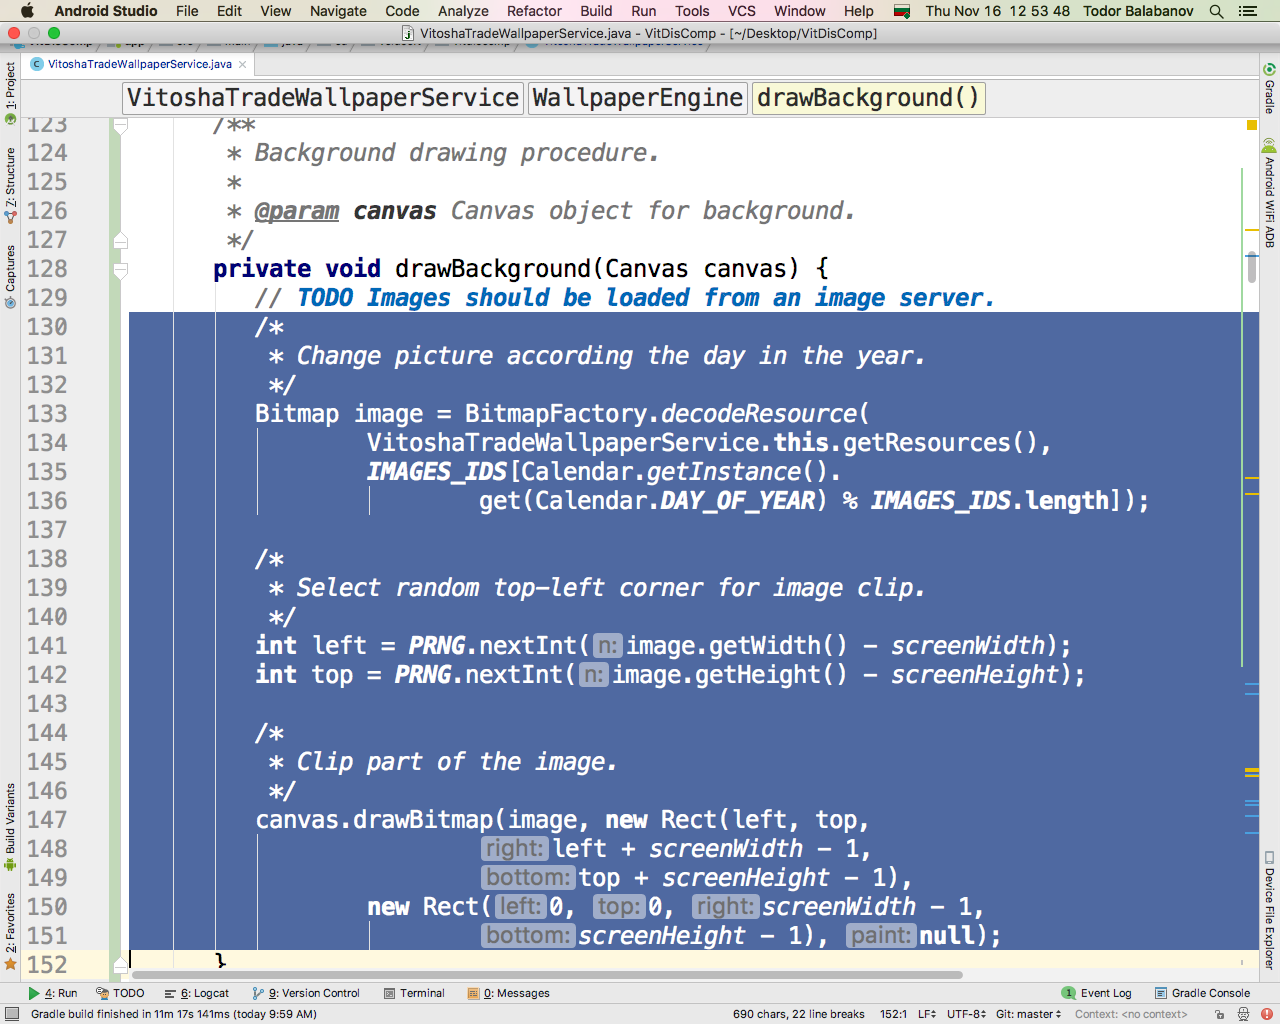 Android Studio File Edit View Navigate Code Analyze Refactor Build Run Tools VCS Window Help Thu Nov 16 12 53 48 Todor Balabanov
VitoshaTradeWallpaperService.java - VitDisComp - [~/Desktop/VitDisComp]
VitoshaTradeWallpaperService.java
VitoshaTradeWallpaperService WallpaperEngine drawBackground()
1: Project
7: Structure
Captures
Build Variants
2: Favorites
123 /**
124 * Background drawing procedure.
125 *
126 * @param canvas Canvas object for background.
127 */
128 private void drawBackground(Canvas canvas) {
129 // TODO Images should be loaded from an image server.
130 /*
131 * Change picture according the day in the year.
132 */
133 Bitmap image = BitmapFactory.decodeResource(
134 VitoshaTradeWallpaperService.this.getResources(),
135 IMAGES_IDS[Calendar.getInstance().
136 get(Calendar.DAY_OF_YEAR) % IMAGES_IDS.length]);
137
138 /*
139 * Select random top-left corner for image clip.
140 */
141 int left = PRNG.nextInt( n: image.getWidth() - screenWidth);
142 int top = PRNG.nextInt( n: image.getHeight() - screenHeight);
143
144 /*
145 * Clip part of the image.
146 */
147 canvas.drawBitmap(image, new Rect(left, top,
148 right: left + screenWidth - 1,
149 bottom: top + screenHeight - 1),
150 new Rect( left: 0, top: 0, right: screenWidth - 1,
151 bottom: screenHeight - 1), paint: null);
152 }
Gradle
Android WiFi ADB
Device File Explorer
4: Run TODO 6: Logcat 9: Version Control Terminal 0: Messages 1 Event Log Gradle Console
Gradle build finished in 11m 17s 141ms (today 9:59 AM) 690 chars, 22 line breaks 152:1 LF UTF-8 Git: master Context: <no context>